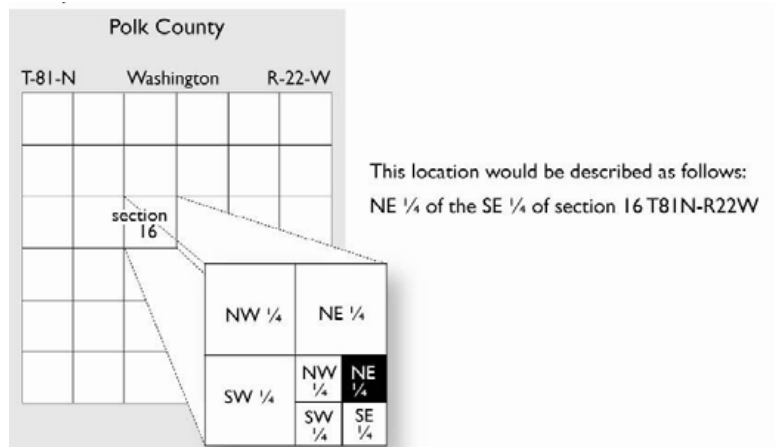 Polk County
T-81-N Washington R-22-W
This location would be described as follows:
NE ¼ of the SE ¼ of section 16 T81N-R22W
section
16
NW ¼ NE ¼
SW ¼
NW
¼
NE
¼
SW
¼
SE
¼